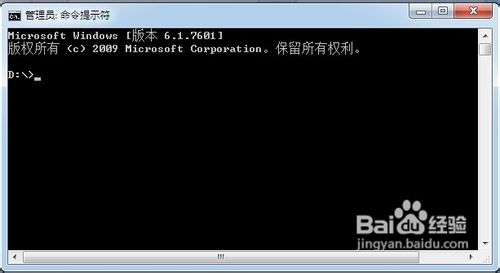 管理员: 命令提示符
Microsoft Windows [版本 6.1.7601]
版权所有 (c) 2009 Microsoft Corporation。保留所有权利。
D:\>_
Baidu经验
jingyan.baidu.com